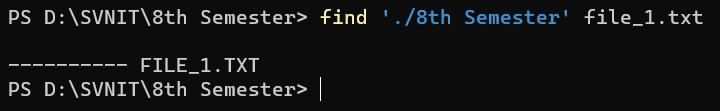 PS D:\SVNIT\8th Semester> find './8th Semester' file_1.txt
---------- FILE_1.TXT
PS D:\SVNIT\8th Semester>